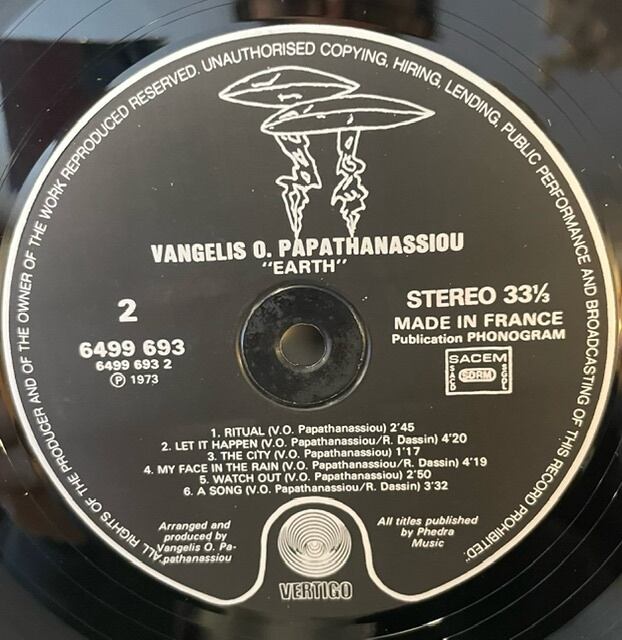 ALL RIGHTS OF THE PRODUCER AND OF THE OWNER OF THE WORK REPRODUCED RESERVED. UNAUTHORISED COPYING, HIRING, LENDING, PUBLIC PERFORMANCE AND BROADCASTING OF THIS RECORD PROHIBITED."
VANGELIS O. PAPATHANASSIOU
"EARTH"
2
6499 693
6499 693 2
Ⓟ 1973
STEREO 33⅓
MADE IN FRANCE
Publication PHONOGRAM
SACEM
SACD SDRM SGDL
1. RITUAL (V.O. Papathanassiou) 2'45
2. LET IT HAPPEN (V.O. Papathanassiou/R. Dassin) 4'20
3. THE CITY (V.O. Papathanassiou) 1'17
4. MY FACE IN THE RAIN (V.O. Papathanassiou/R. Dassin) 4'19
5. WATCH OUT (V.O. Papathanassiou) 2'50
6. A SONG (V.O. Papathanassiou/R. Dassin) 3'32
Arranged and
produced by
Vangelis O. Pa-
pathanassiou
All titles published
by Phedra
Music
VERTIGO